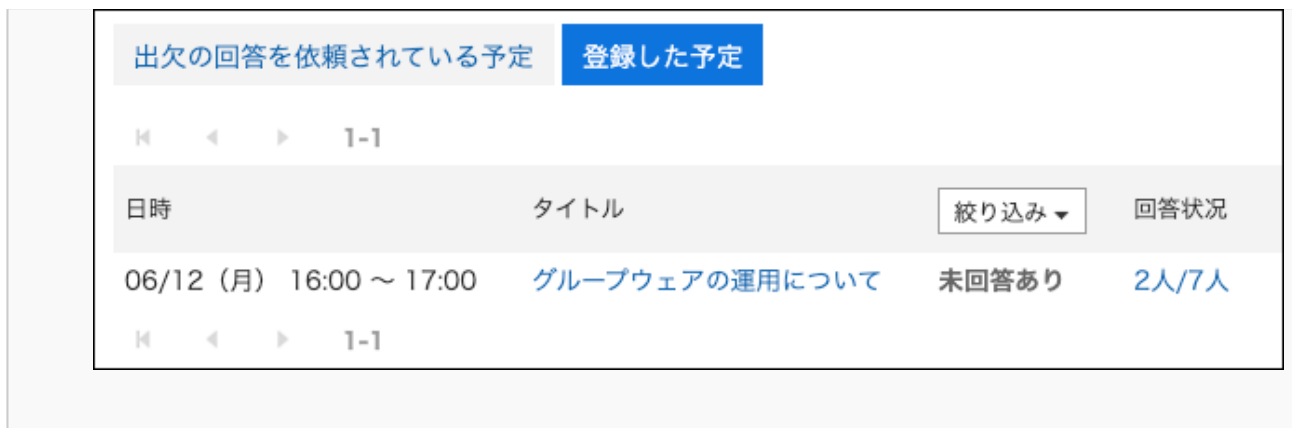 出欠の回答を依頼されている予定 登録した予定
1-1
日時 タイトル 絞り込み 回答状況
06/12（月） 16:00 ～ 17:00 グループウェアの運用について 未回答あり 2人/7人
1-1